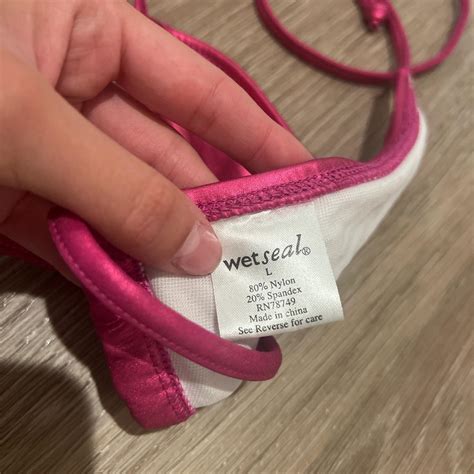 wetseal®
L
80% Nylon
20% Spandex
RN78749
Made in china
See Reverse for care